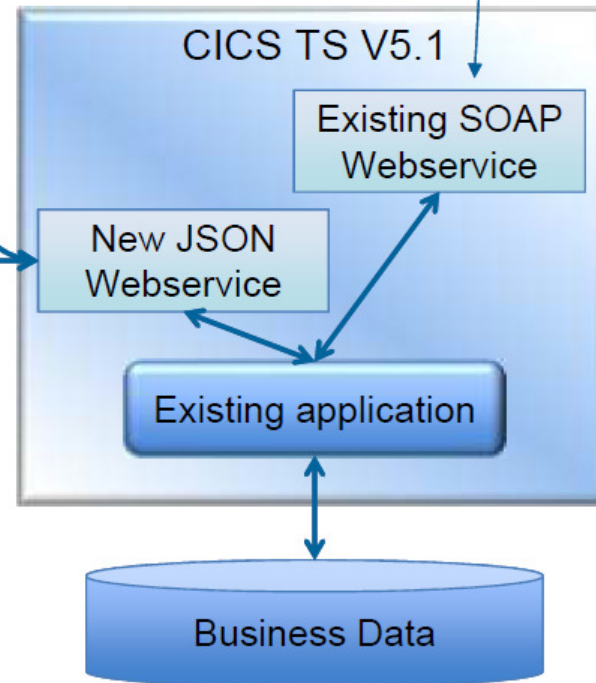 CICS TS V5.1
Existing SOAP
Webservice
New JSON
Webservice
Existing application
Business Data